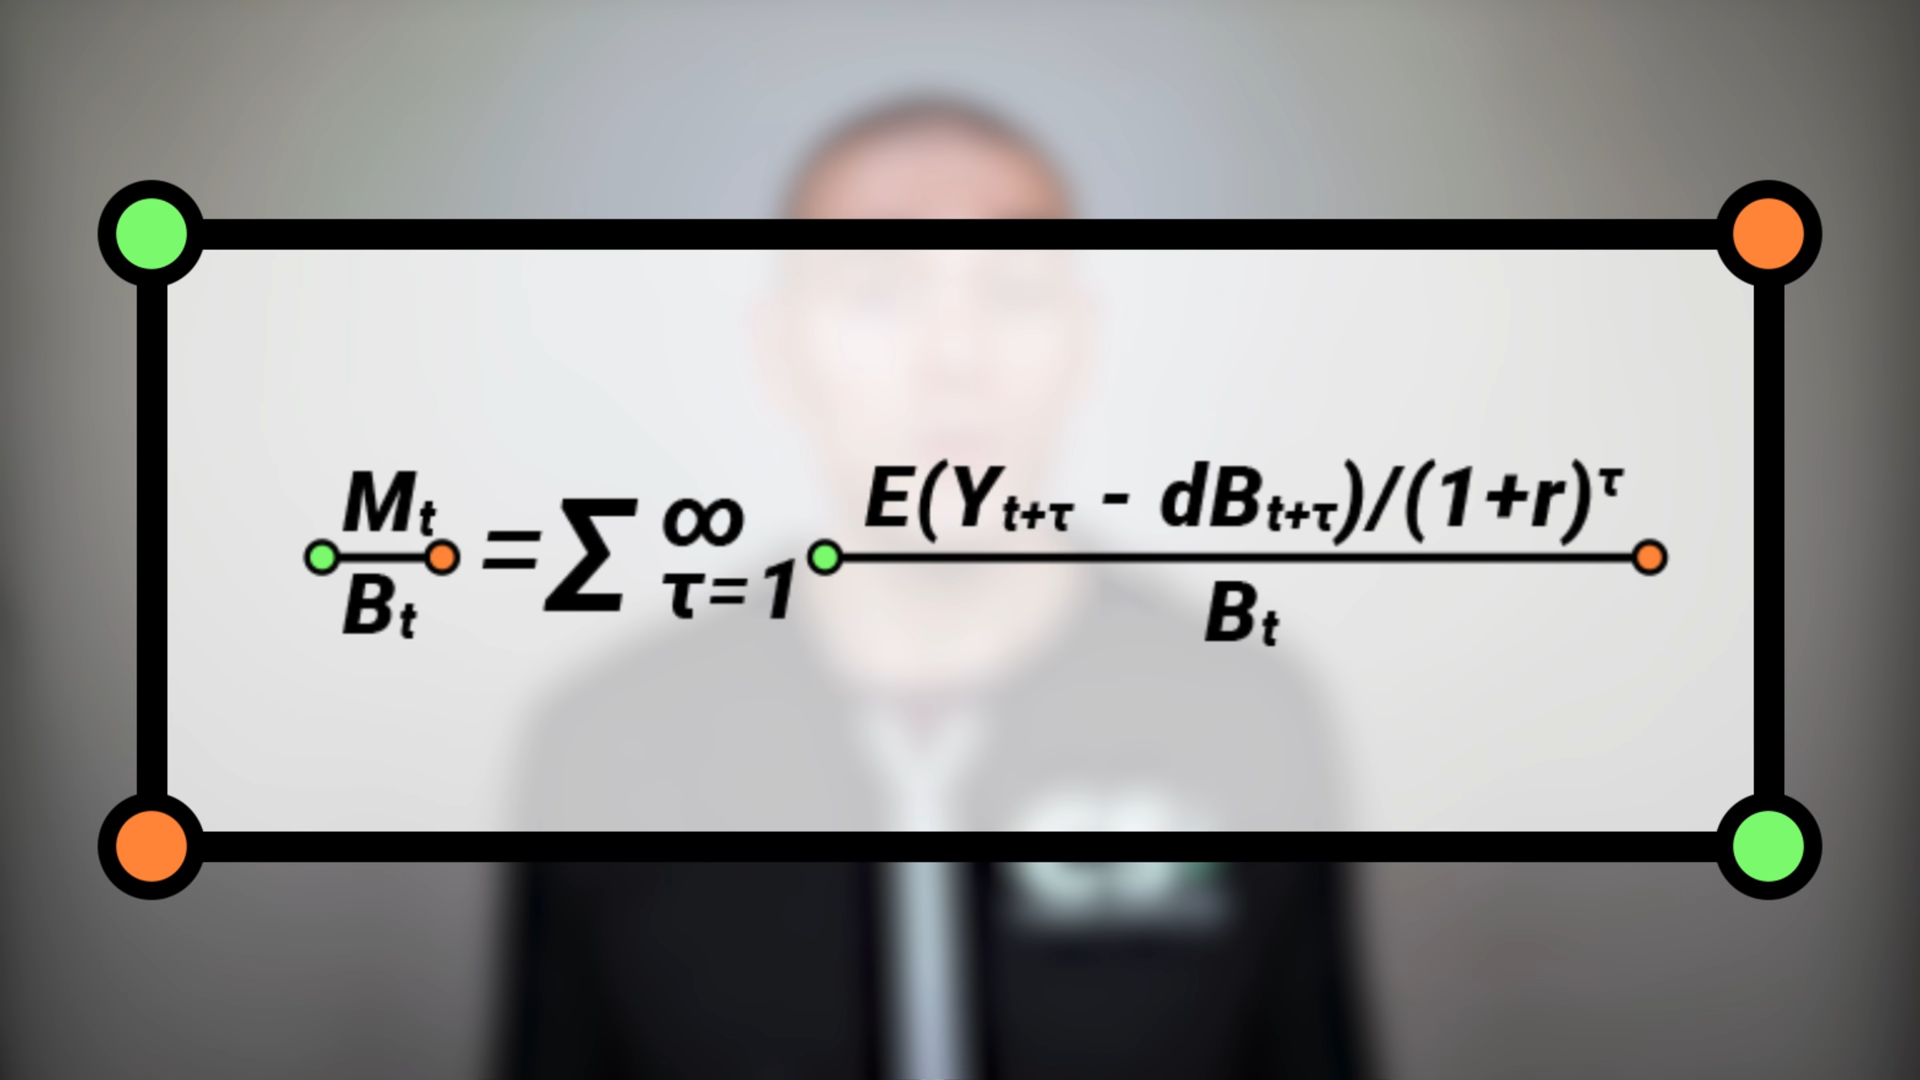 Mₜ/Bₜ = Σ ∞ τ=1 E(Yₜ₊τ - dBₜ₊τ)/(1+r)^τ / Bₜ